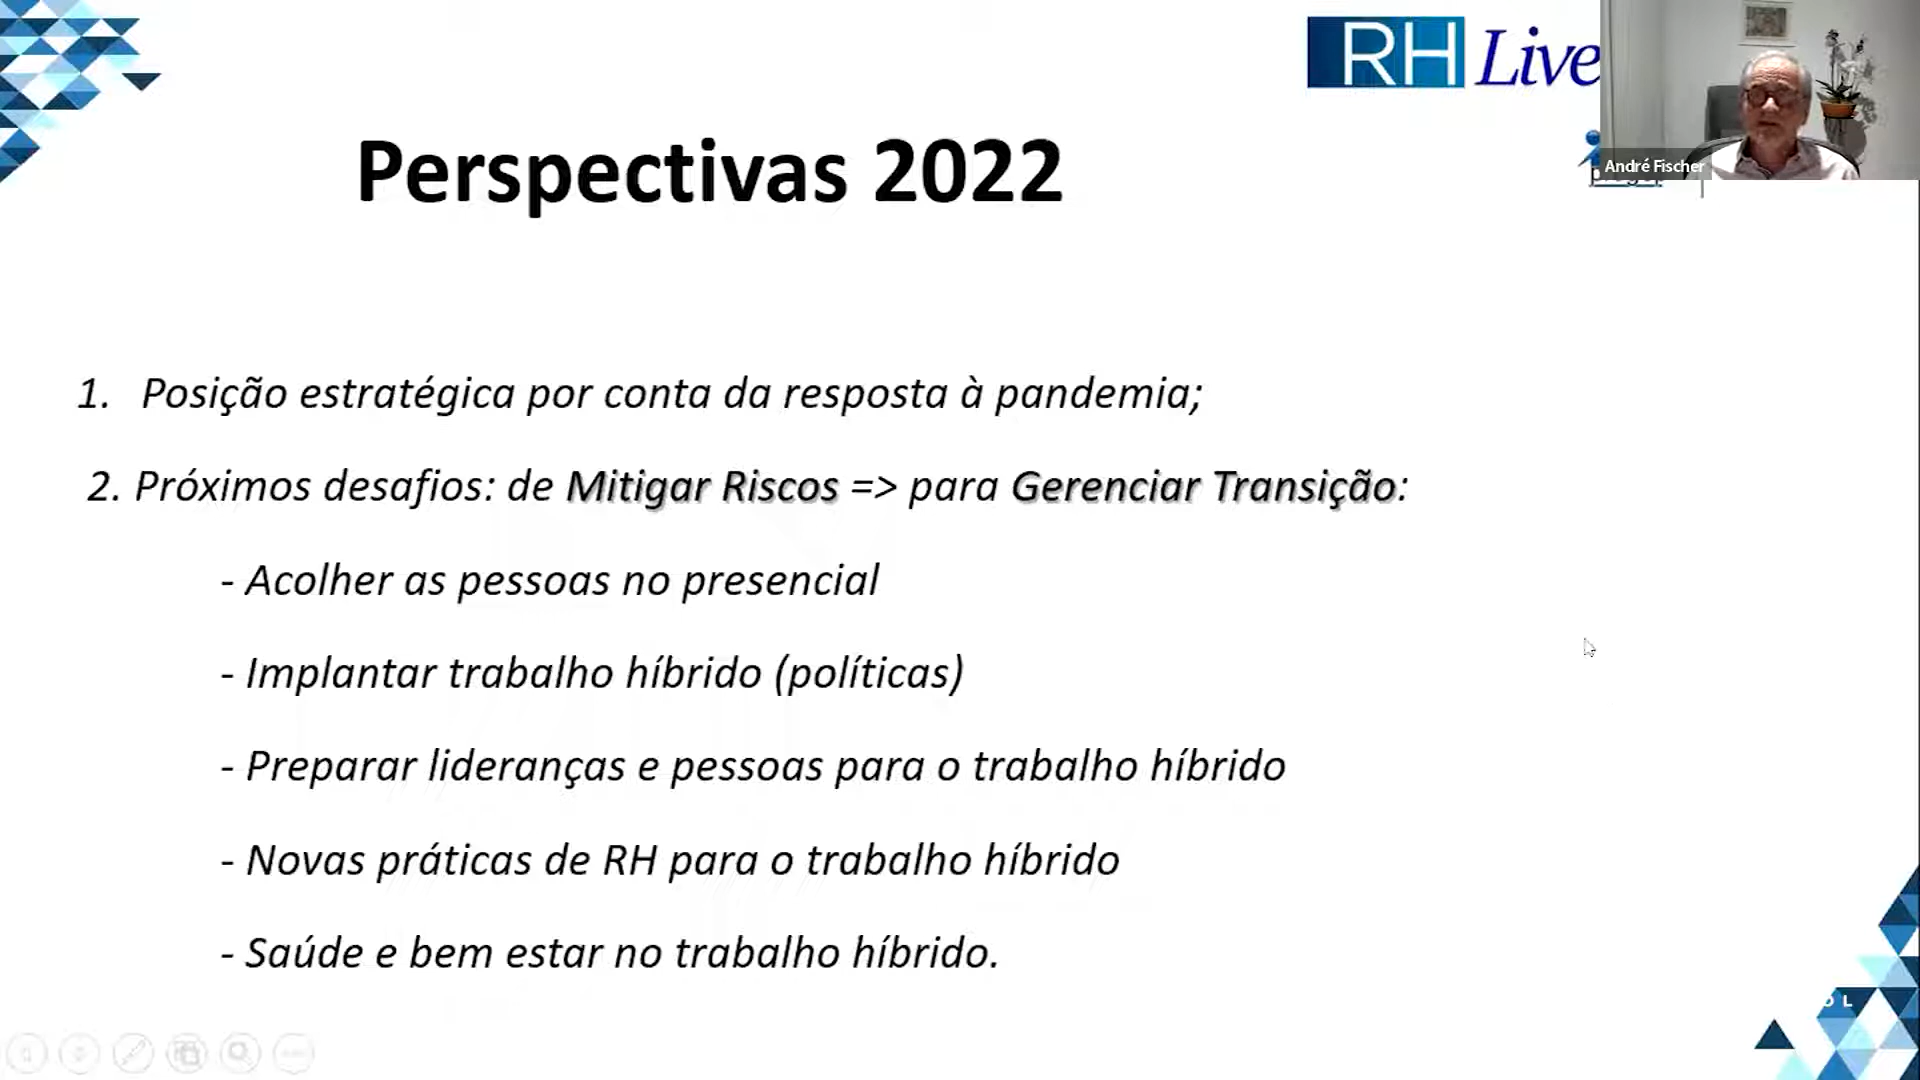 RH Live
André Fischer
Perspectivas 2022
1. Posição estratégica por conta da resposta à pandemia;
2. Próximos desafios: de Mitigar Riscos => para Gerenciar Transição:
- Acolher as pessoas no presencial
- Implantar trabalho híbrido (políticas)
- Preparar lideranças e pessoas para o trabalho híbrido
- Novas práticas de RH para o trabalho híbrido
- Saúde e bem estar no trabalho híbrido.